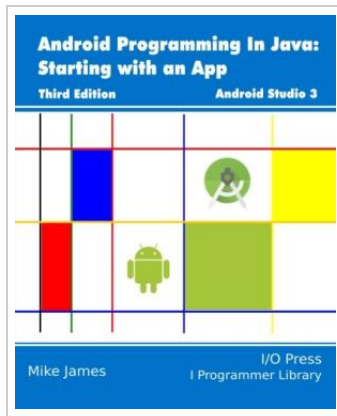 Android Programming In Java:
Starting with an App
Third Edition Android Studio 3
Mike James
I/O Press
I Programmer Library